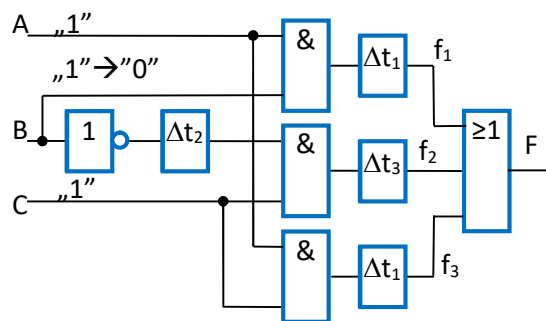 A „1”
& Δt₁ f₁
„1”→”0”
B 1 Δt₂ & Δt₃ f₂ ≥1 F
C „1”
& Δt₁ f₃